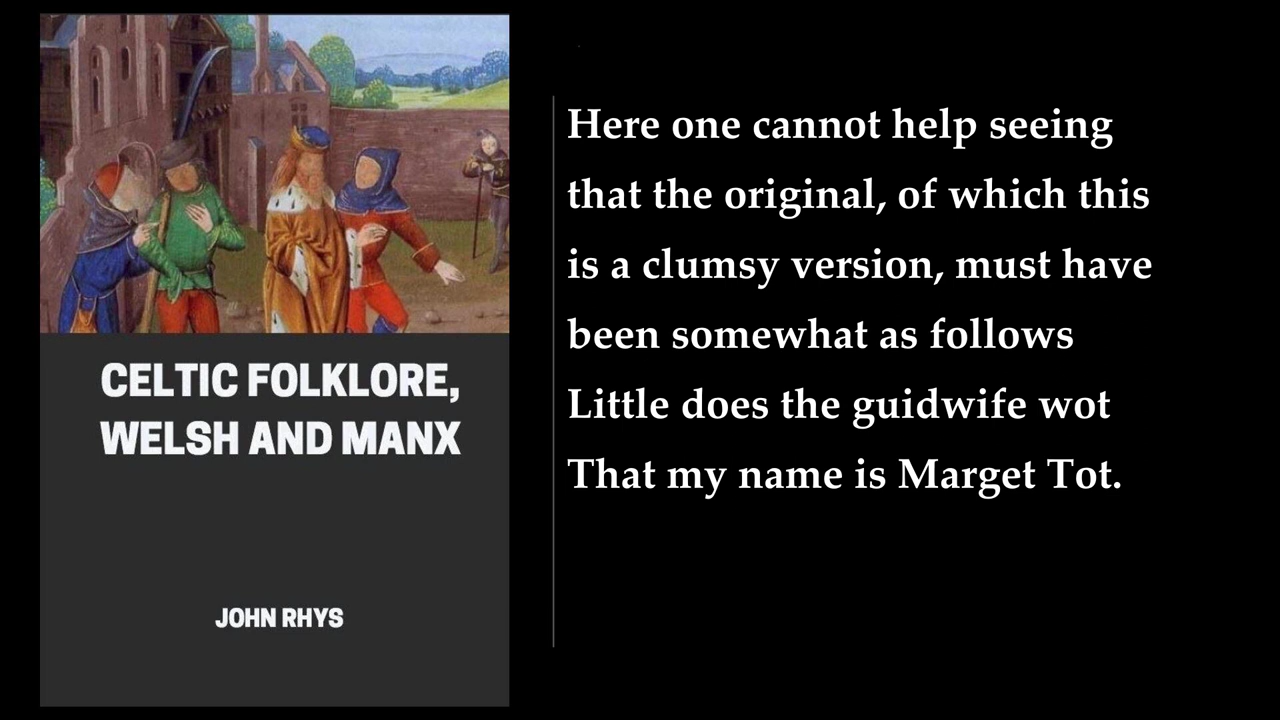 CELTIC FOLKLORE,
WELSH AND MANX
JOHN RHYS
Here one cannot help seeing
that the original, of which this
is a clumsy version, must have
been somewhat as follows
Little does the guidwife wot
That my name is Marget Tot.